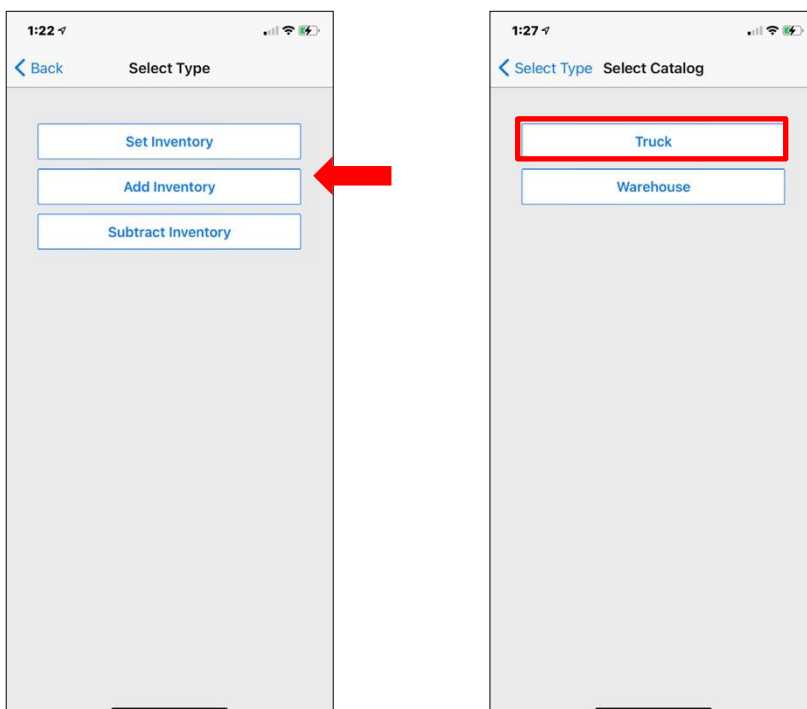 1:22
Back Select Type
Set Inventory
Add Inventory
Subtract Inventory
1:27
Select Type Select Catalog
Truck
Warehouse